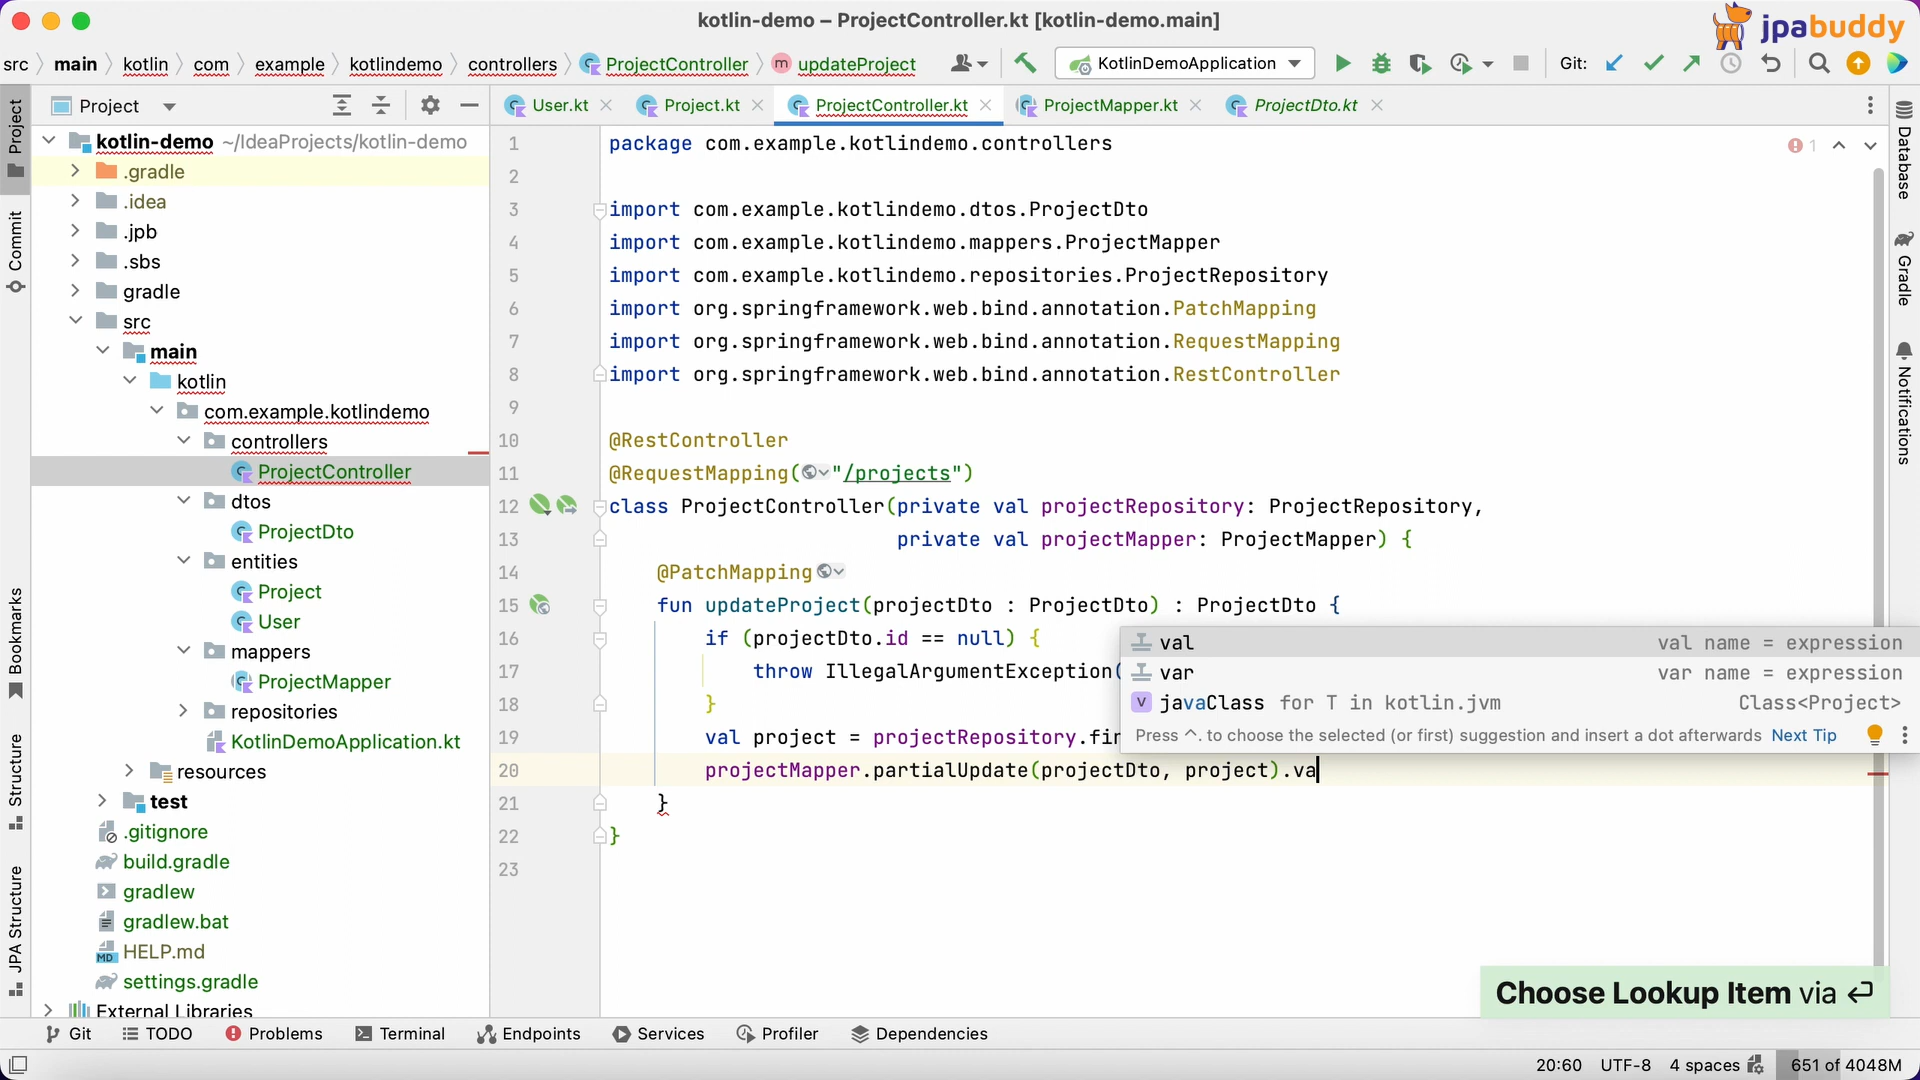 kotlin-demo – ProjectController.kt [kotlin-demo.main]
jpabuddy
src main kotlin com example kotlindemo controllers ProjectController m updateProject
KotlinDemoApplication
Git:
Project
User.kt
Project.kt
ProjectController.kt
ProjectMapper.kt
ProjectDto.kt
Project
Commit
Bookmarks
Structure
JPA Structure
kotlin-demo ~/IdeaProjects/kotlin-demo
.gradle
.idea
.jpb
.sbs
gradle
src
main
kotlin
com.example.kotlindemo
controllers
ProjectController
dtos
ProjectDto
entities
Project
User
mappers
ProjectMapper
repositories
KotlinDemoApplication.kt
resources
test
.gitignore
build.gradle
gradlew
gradlew.bat
MD HELP.md
settings.gradle
External Libraries
1 package com.example.kotlindemo.controllers
2
3 import com.example.kotlindemo.dtos.ProjectDto
4 import com.example.kotlindemo.mappers.ProjectMapper
5 import com.example.kotlindemo.repositories.ProjectRepository
6 import org.springframework.web.bind.annotation.PatchMapping
7 import org.springframework.web.bind.annotation.RequestMapping
8 import org.springframework.web.bind.annotation.RestController
9
10 @RestController
11 @RequestMapping("/projects")
12 class ProjectController(private val projectRepository: ProjectRepository,
13 private val projectMapper: ProjectMapper) {
14 @PatchMapping
15 fun updateProject(projectDto : ProjectDto) : ProjectDto {
16 if (projectDto.id == null) {
17 throw IllegalArgumentException(
18 }
19 val project = projectRepository.fin
20 projectMapper.partialUpdate(projectDto, project).va
21 }
22 }
23
1
val val name = expression
var var name = expression
V javaClass for T in kotlin.jvm Class<Project>
Press ^. to choose the selected (or first) suggestion and insert a dot afterwards Next Tip
Database
Gradle
Notifications
Choose Lookup Item via ↩
Git
TODO
Problems
Terminal
Endpoints
Services
Profiler
Dependencies
20:60 UTF-8 4 spaces 651 of 4048M